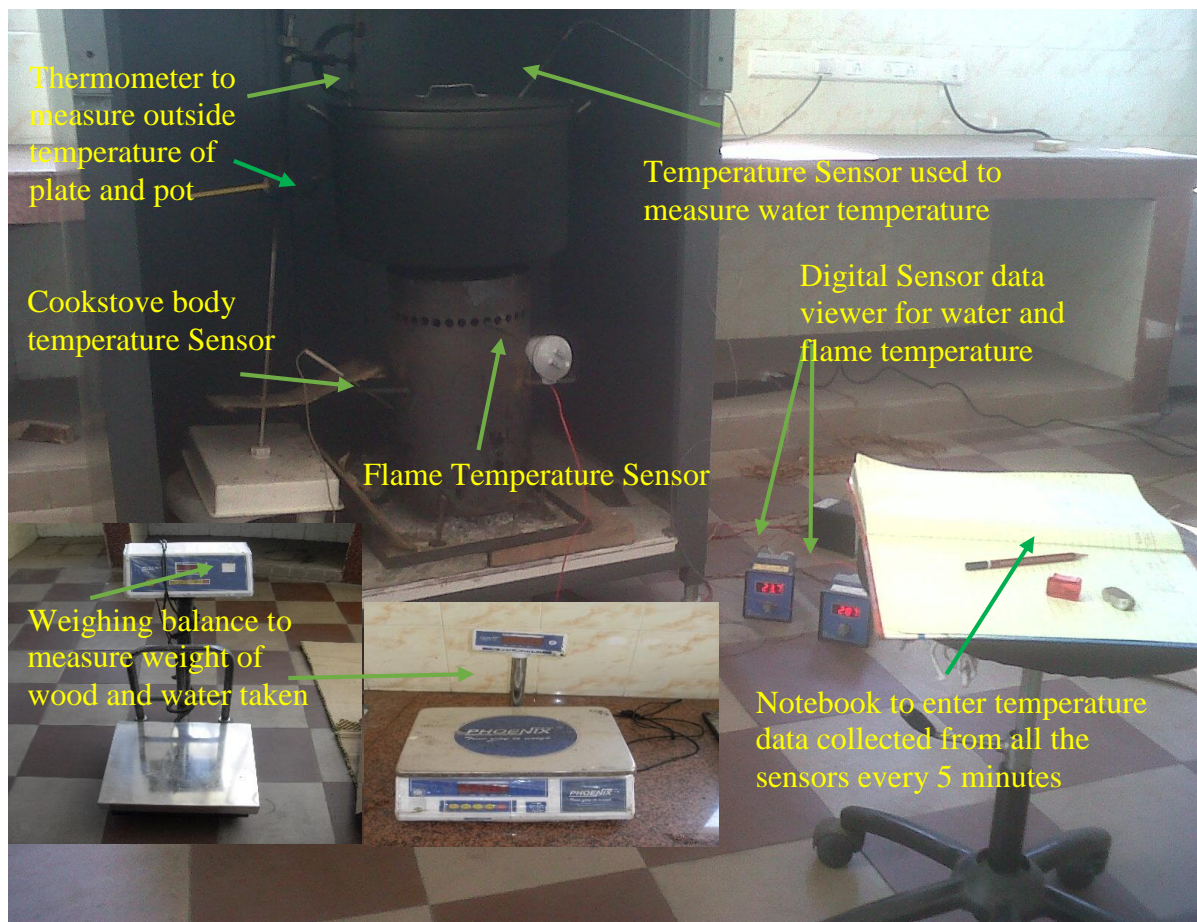 Thermometer to
measure outside
temperature of
plate and pot
Temperature Sensor used to
measure water temperature
Cookstove body
temperature Sensor
Digital Sensor data
viewer for water and
flame temperature
Flame Temperature Sensor
Weighing balance to
measure weight of
wood and water taken
PHOENIX
PHOENIX
Notebook to enter temperature
data collected from all the
sensors every 5 minutes